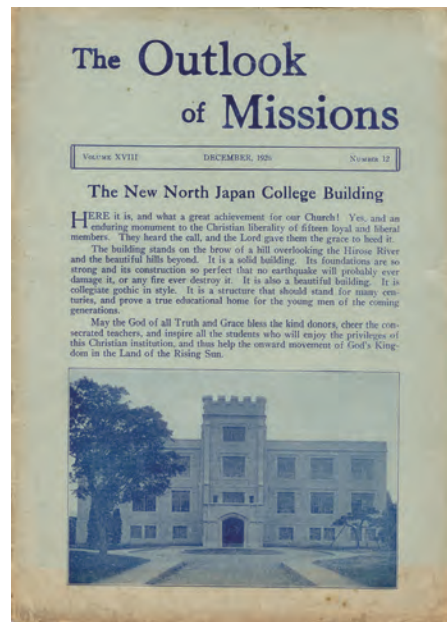 The Outlook
of Missions
VOLUME XVIII DECEMBER, 1926 NUMBER 12
The New North Japan College Building
HERE it is, and what a great achievement for our Church! Yes, and an
enduring monument to the Christian liberality of fifteen loyal and liberal
members. They heard the call, and the Lord gave them the grace to heed it.
The building stands on the brow of a hill overlooking the Hirose River
and the beautiful hills beyond. It is a solid building. Its foundations are so
strong and its construction so perfect that no earthquake will probably ever
damage it, or any fire ever destroy it. It is also a beautiful building. It is
collegiate gothic in style. It is a structure that should stand for many cen-
turies, and prove a true educational home for the young men of the coming
generations.
May the God of all Truth and Grace bless the kind donors, cheer the con-
secrated teachers, and inspire all the students who will enjoy the privileges of
this Christian institution, and thus help the onward movement of God's King-
dom in the Land of the Rising Sun.